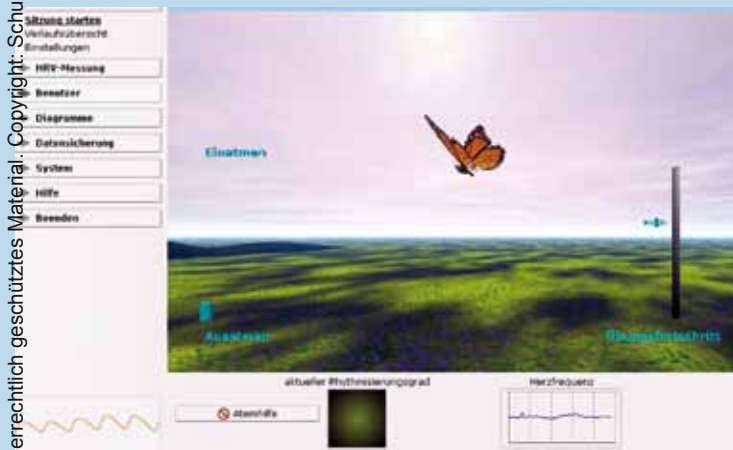 errechtlich geschütztes Material. Copyright: Schu
Sitzung starten
Verlaufsübersicht
Einstellungen
HRV-Messung
Benutzer
Diagramme
Datensicherung
System
Hilfe
Beenden
Einatmen
Ausatmen
Übungsfortschritt
aktueller Rhythmisierungsgrad
Herzfrequenz
Atemhilfe